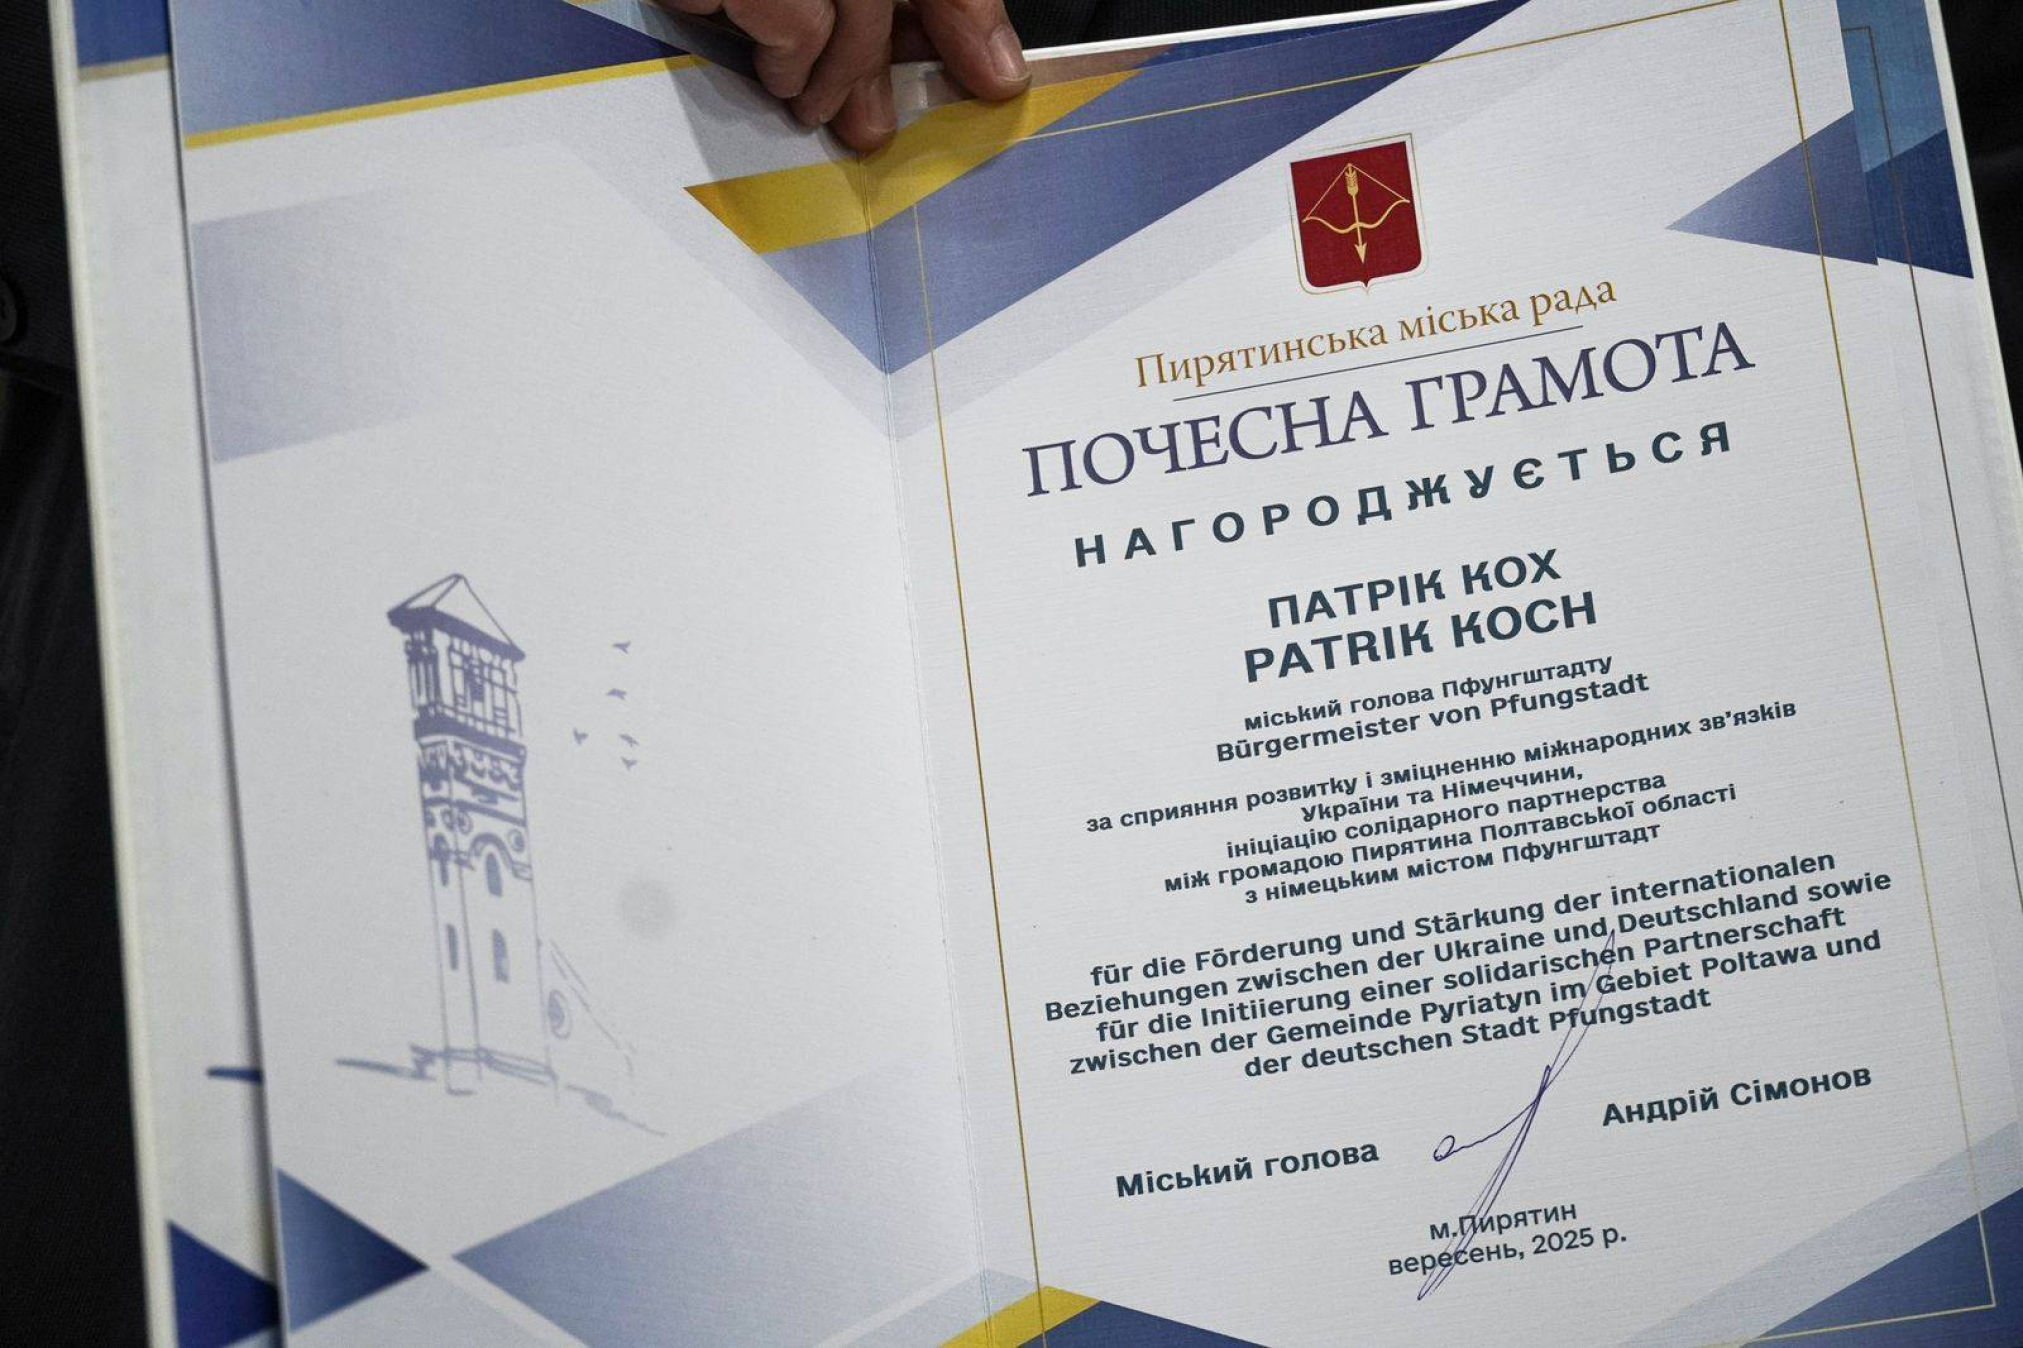 Пирятинська міська рада
ПОЧЕСНА ГРАМОТА
НАГОРОДЖУЄТЬСЯ
ПАТРІК КОХ
PATRIK KOCH
міський голова Пфунгштадту
Bürgermeister von Pfungstadt
за сприяння розвитку і зміцненню міжнародних зв'язків
України та Німеччини,
ініціацію солідарного партнерства
між громадою Пирятина Полтавської області
з німецьким містом Пфунгштадт
für die Förderung und Stärkung der internationalen
Beziehungen zwischen der Ukraine und Deutschland sowie
für die Initiierung einer solidarischen Partnerschaft
zwischen der Gemeinde Pyriatyn im Gebiet Poltawa und
der deutschen Stadt Pfungstadt
Міський голова Андрій Сімонов
м.Пирятин
вересень, 2025 р.